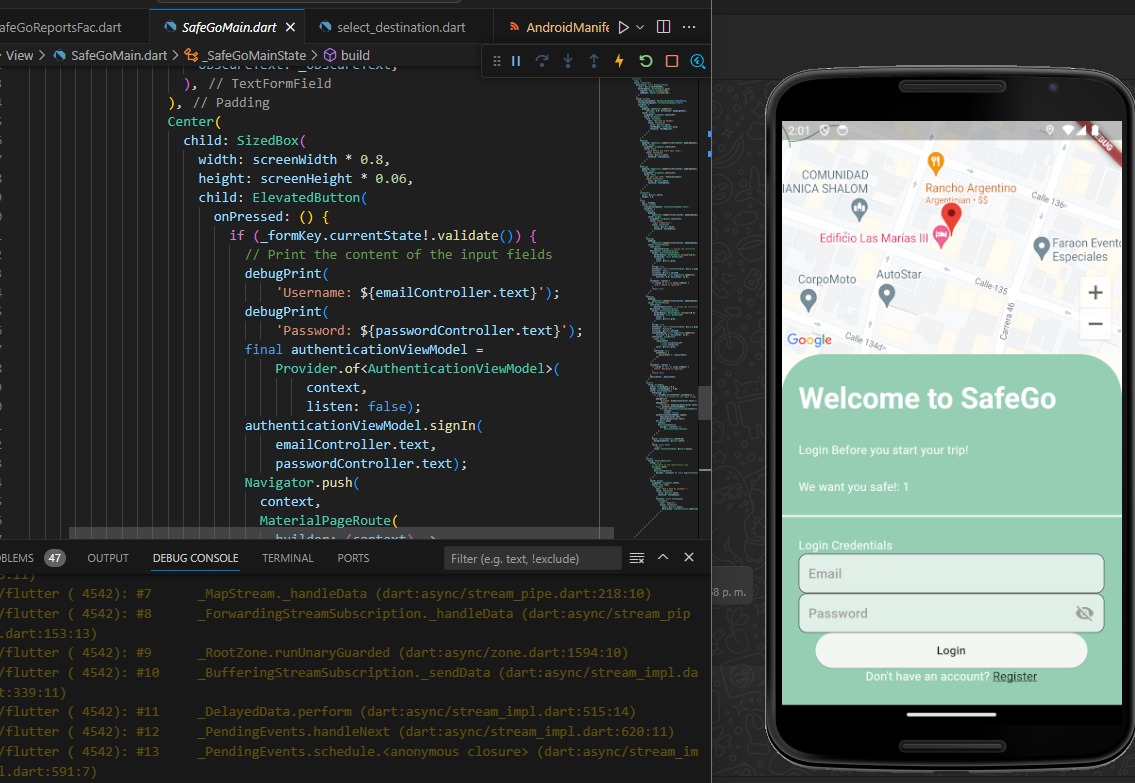 afeGoReportsFac.dart
SafeGoMain.dart
select_destination.dart
AndroidManife
View > SafeGoMain.dart > _SafeGoMainState > build
obscureText: _obscureText,
), // TextFormField
), // Padding
Center(
child: SizedBox(
width: screenWidth * 0.8,
height: screenHeight * 0.06,
child: ElevatedButton(
onPressed: () {
if (_formKey.currentState!.validate()) {
// Print the content of the input fields
debugPrint(
'Username: ${emailController.text}');
debugPrint(
'Password: ${passwordController.text}');
final authenticationViewModel =
Provider.of<AuthenticationViewModel>(
context,
listen: false);
authenticationViewModel.signIn(
emailController.text,
passwordController.text);
Navigator.push(
context,
MaterialPageRoute(
builder: (context) =>
OBLEMS 47
OUTPUT
DEBUG CONSOLE
TERMINAL
PORTS
Filter (e.g. text, !exclude)
3:11)
/flutter ( 4542): #7 _MapStream._handleData (dart:async/stream_pipe.dart:218:10)
/flutter ( 4542): #8 _ForwardingStreamSubscription._handleData (dart:async/stream_pip
.dart:153:13)
/flutter ( 4542): #9 _RootZone.runUnaryGuarded (dart:async/zone.dart:1594:10)
/flutter ( 4542): #10 _BufferingStreamSubscription._sendData (dart:async/stream_impl.da
t:339:11)
/flutter ( 4542): #11 _DelayedData.perform (dart:async/stream_impl.dart:515:14)
/flutter ( 4542): #12 _PendingEvents.handleNext (dart:async/stream_impl.dart:620:11)
/flutter ( 4542): #13 _PendingEvents.schedule.<anonymous closure> (dart:async/stream_im
l.dart:591:7)
8 p. m.
2:01
DEBUG
COMUNIDAD
IANICA SHALOM
Rancho Argentino
Argentinian • $$
Calle 136
Edificio Las Marías III
Faraon Evento
Especiales
CorpoMoto
AutoStar
Calle 135
Carrera 46
Calle 134d
Google
+
−
Welcome to SafeGo
Login Before you start your trip!
We want you safe!: 1
Login Credentials
Email
Password
Login
Don't have an account? Register